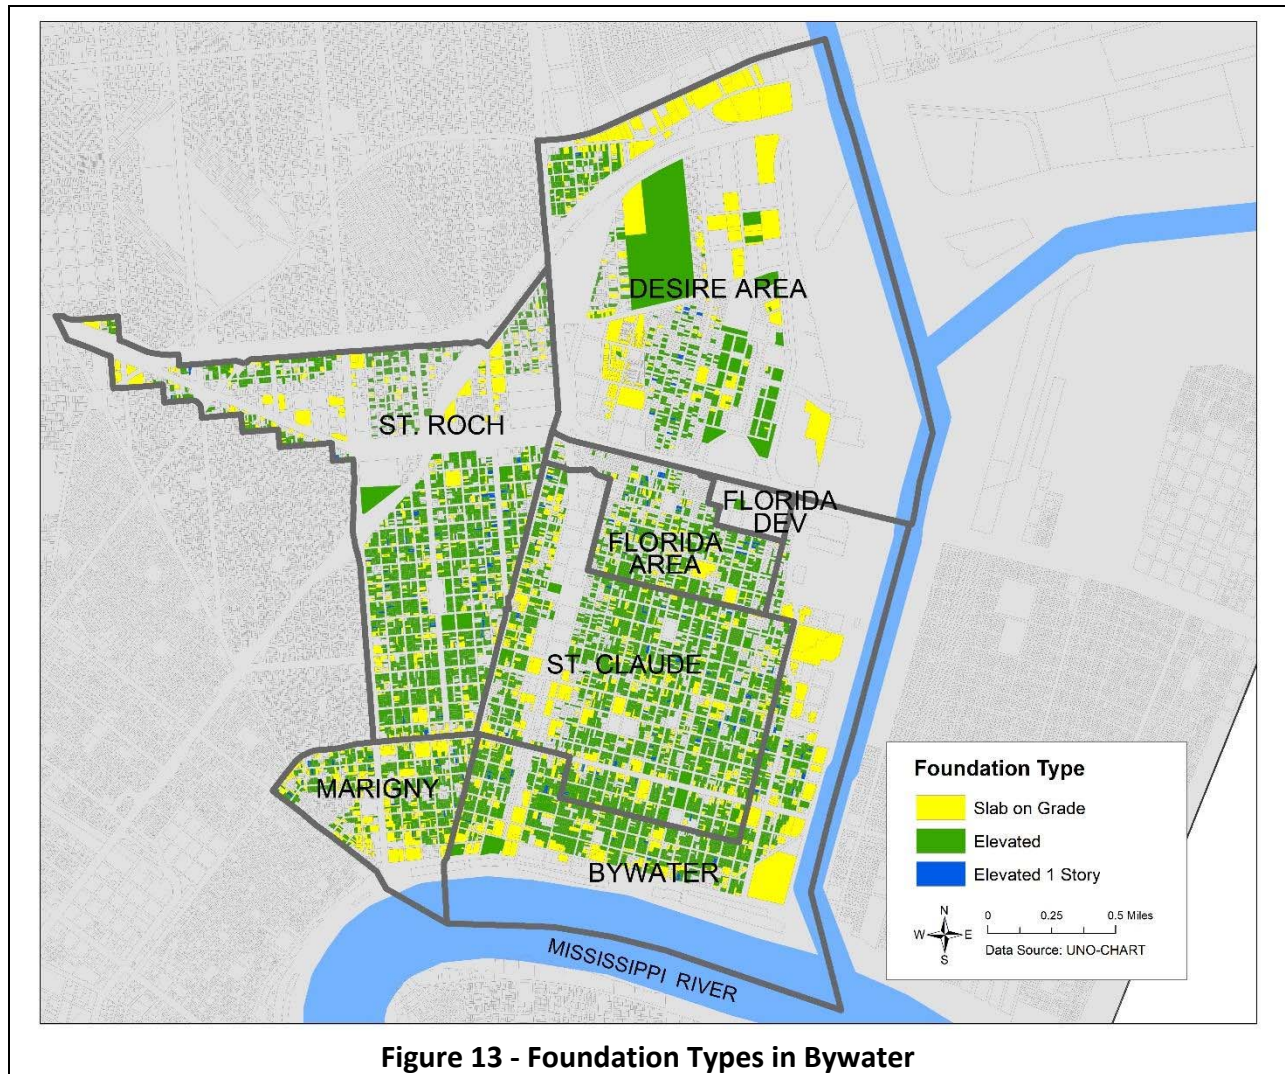 DESIRE AREA
ST. ROCH
FLORIDA
DEV
FLORIDA
AREA
ST. CLAUDE
MARIGNY
BYWATER
MISSISSIPPI RIVER
Foundation Type
Slab on Grade
Elevated
Elevated 1 Story
N
W E
S
0 0.25 0.5 Miles
Data Source: UNO-CHART
Figure 13 - Foundation Types in Bywater